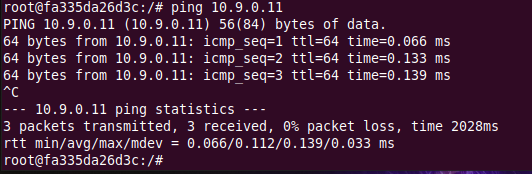 root@fa335da26d3c:/# ping 10.9.0.11
PING 10.9.0.11 (10.9.0.11) 56(84) bytes of data.
64 bytes from 10.9.0.11: icmp_seq=1 ttl=64 time=0.066 ms
64 bytes from 10.9.0.11: icmp_seq=2 ttl=64 time=0.133 ms
64 bytes from 10.9.0.11: icmp_seq=3 ttl=64 time=0.139 ms
^C
--- 10.9.0.11 ping statistics ---
3 packets transmitted, 3 received, 0% packet loss, time 2028ms
rtt min/avg/max/mdev = 0.066/0.112/0.139/0.033 ms
root@fa335da26d3c:/#